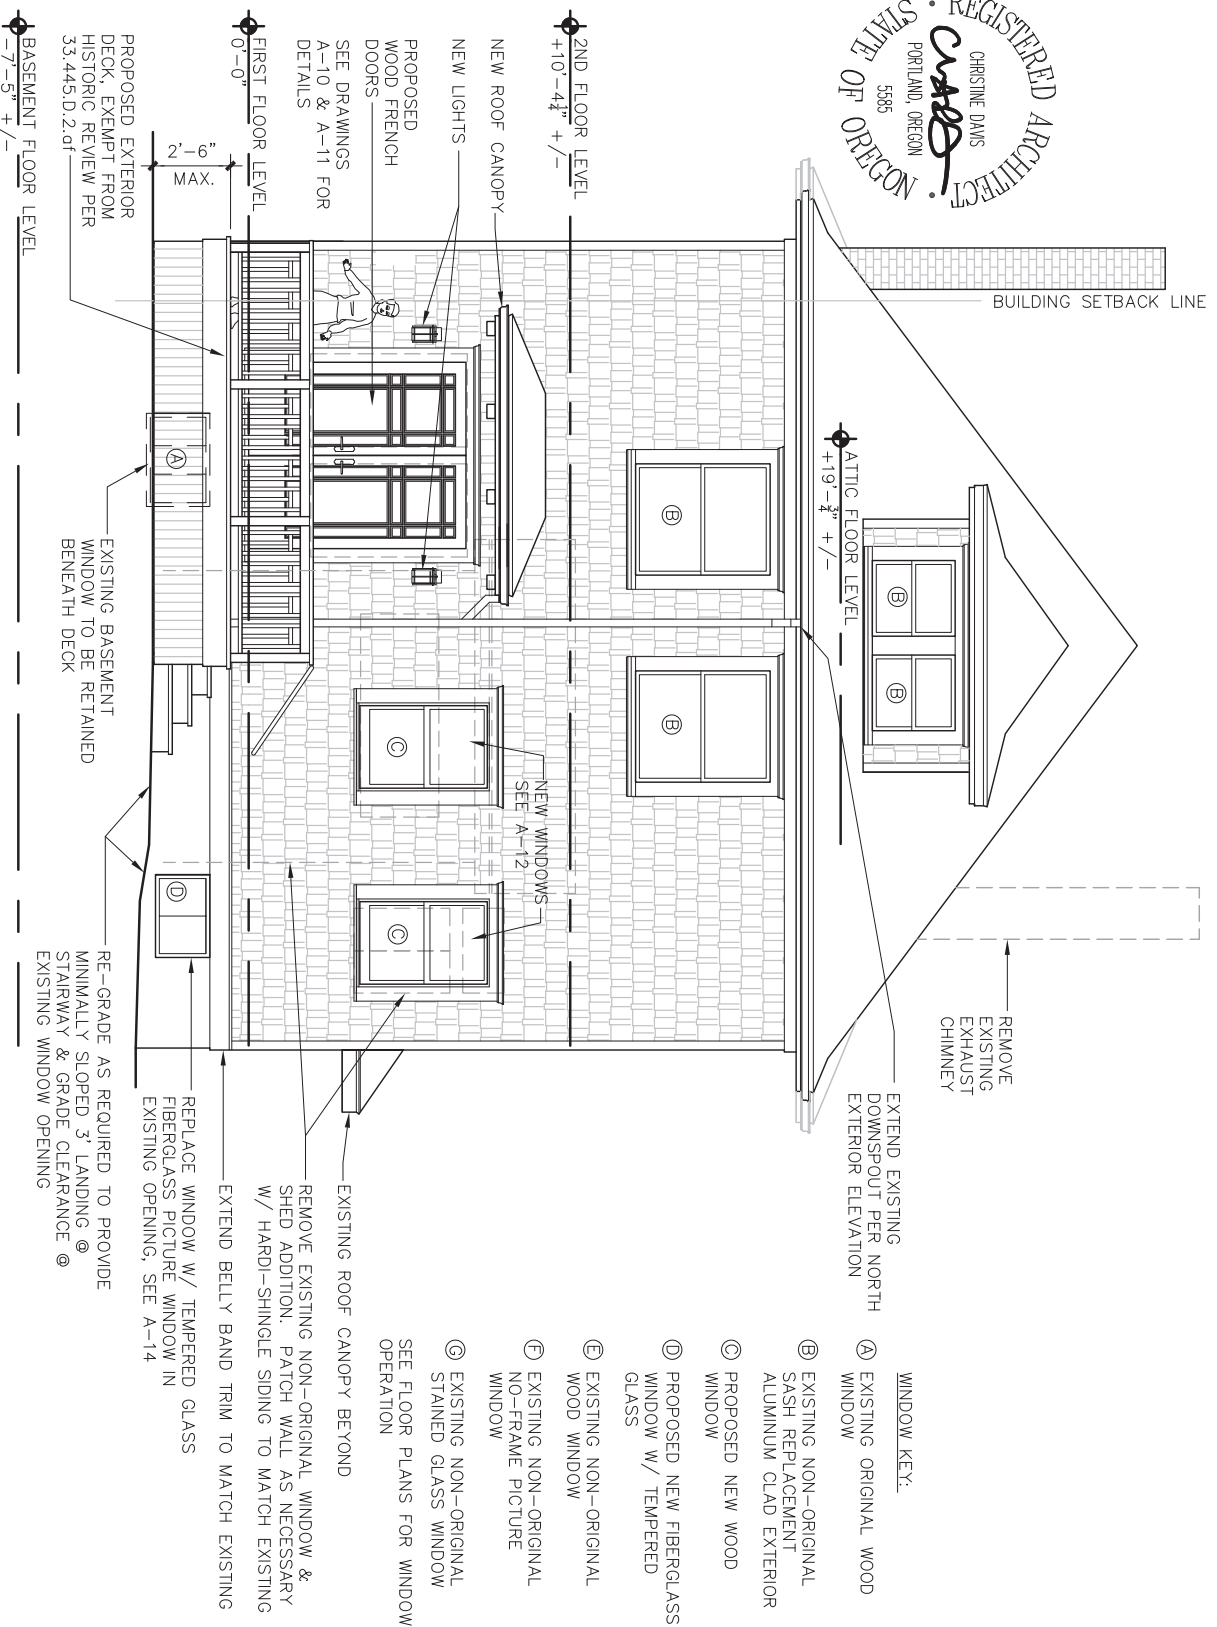 REGISTERED ARCHITECT
CHRISTINE DAVIS
PORTLAND, OREGON
5585
STATE OF OREGON
BUILDING SETBACK LINE
REMOVE
EXISTING
EXHAUST
CHIMNEY
ATTIC FLOOR LEVEL
+19'-¾" +/-
EXTEND EXISTING
DOWNSPOUT PER NORTH
EXTERIOR ELEVATION
2ND FLOOR LEVEL
+10'-4½" +/-
NEW ROOF CANOPY
NEW LIGHTS
PROPOSED
WOOD FRENCH
DOORS
SEE DRAWINGS
A-10 & A-11 FOR
DETAILS
FIRST FLOOR LEVEL
0'-0"
2'-6"
MAX.
PROPOSED EXTERIOR
DECK, EXEMPT FROM
HISTORIC REVIEW PER
33.445.D.2.af
BASEMENT FLOOR LEVEL
-7'-5" +/-
B
B
B
B
NEW WINDOWS
SEE A-12
C
C
A
D
EXISTING BASEMENT
WINDOW TO BE RETAINED
BENEATH DECK
RE-GRADE AS REQUIRED TO PROVIDE
MINIMALLY SLOPED 3' LANDING @
STAIRWAY & GRADE CLEARANCE @
EXISTING WINDOW OPENING
EXISTING ROOF CANOPY BEYOND
REMOVE EXISTING NON-ORIGINAL WINDOW &
SHED ADDITION. PATCH WALL AS NECESSARY
W/ HARDI-SHINGLE SIDING TO MATCH EXISTING
EXTEND BELLY BAND TRIM TO MATCH EXISTING
REPLACE WINDOW W/ TEMPERED GLASS
FIBERGLASS PICTURE WINDOW IN
EXISTING OPENING, SEE A-14
WINDOW KEY:
A EXISTING ORIGINAL WOOD
WINDOW
B EXISTING NON-ORIGINAL
SASH REPLACEMENT
ALUMINUM CLAD EXTERIOR
C PROPOSED NEW WOOD
WINDOW
D PROPOSED NEW FIBERGLASS
WINDOW W/ TEMPERED
GLASS
E EXISTING NON-ORIGINAL
WOOD WINDOW
F EXISTING NON-ORIGINAL
NO-FRAME PICTURE
WINDOW
G EXISTING NON-ORIGINAL
STAINED GLASS WINDOW
SEE FLOOR PLANS FOR WINDOW
OPERATION